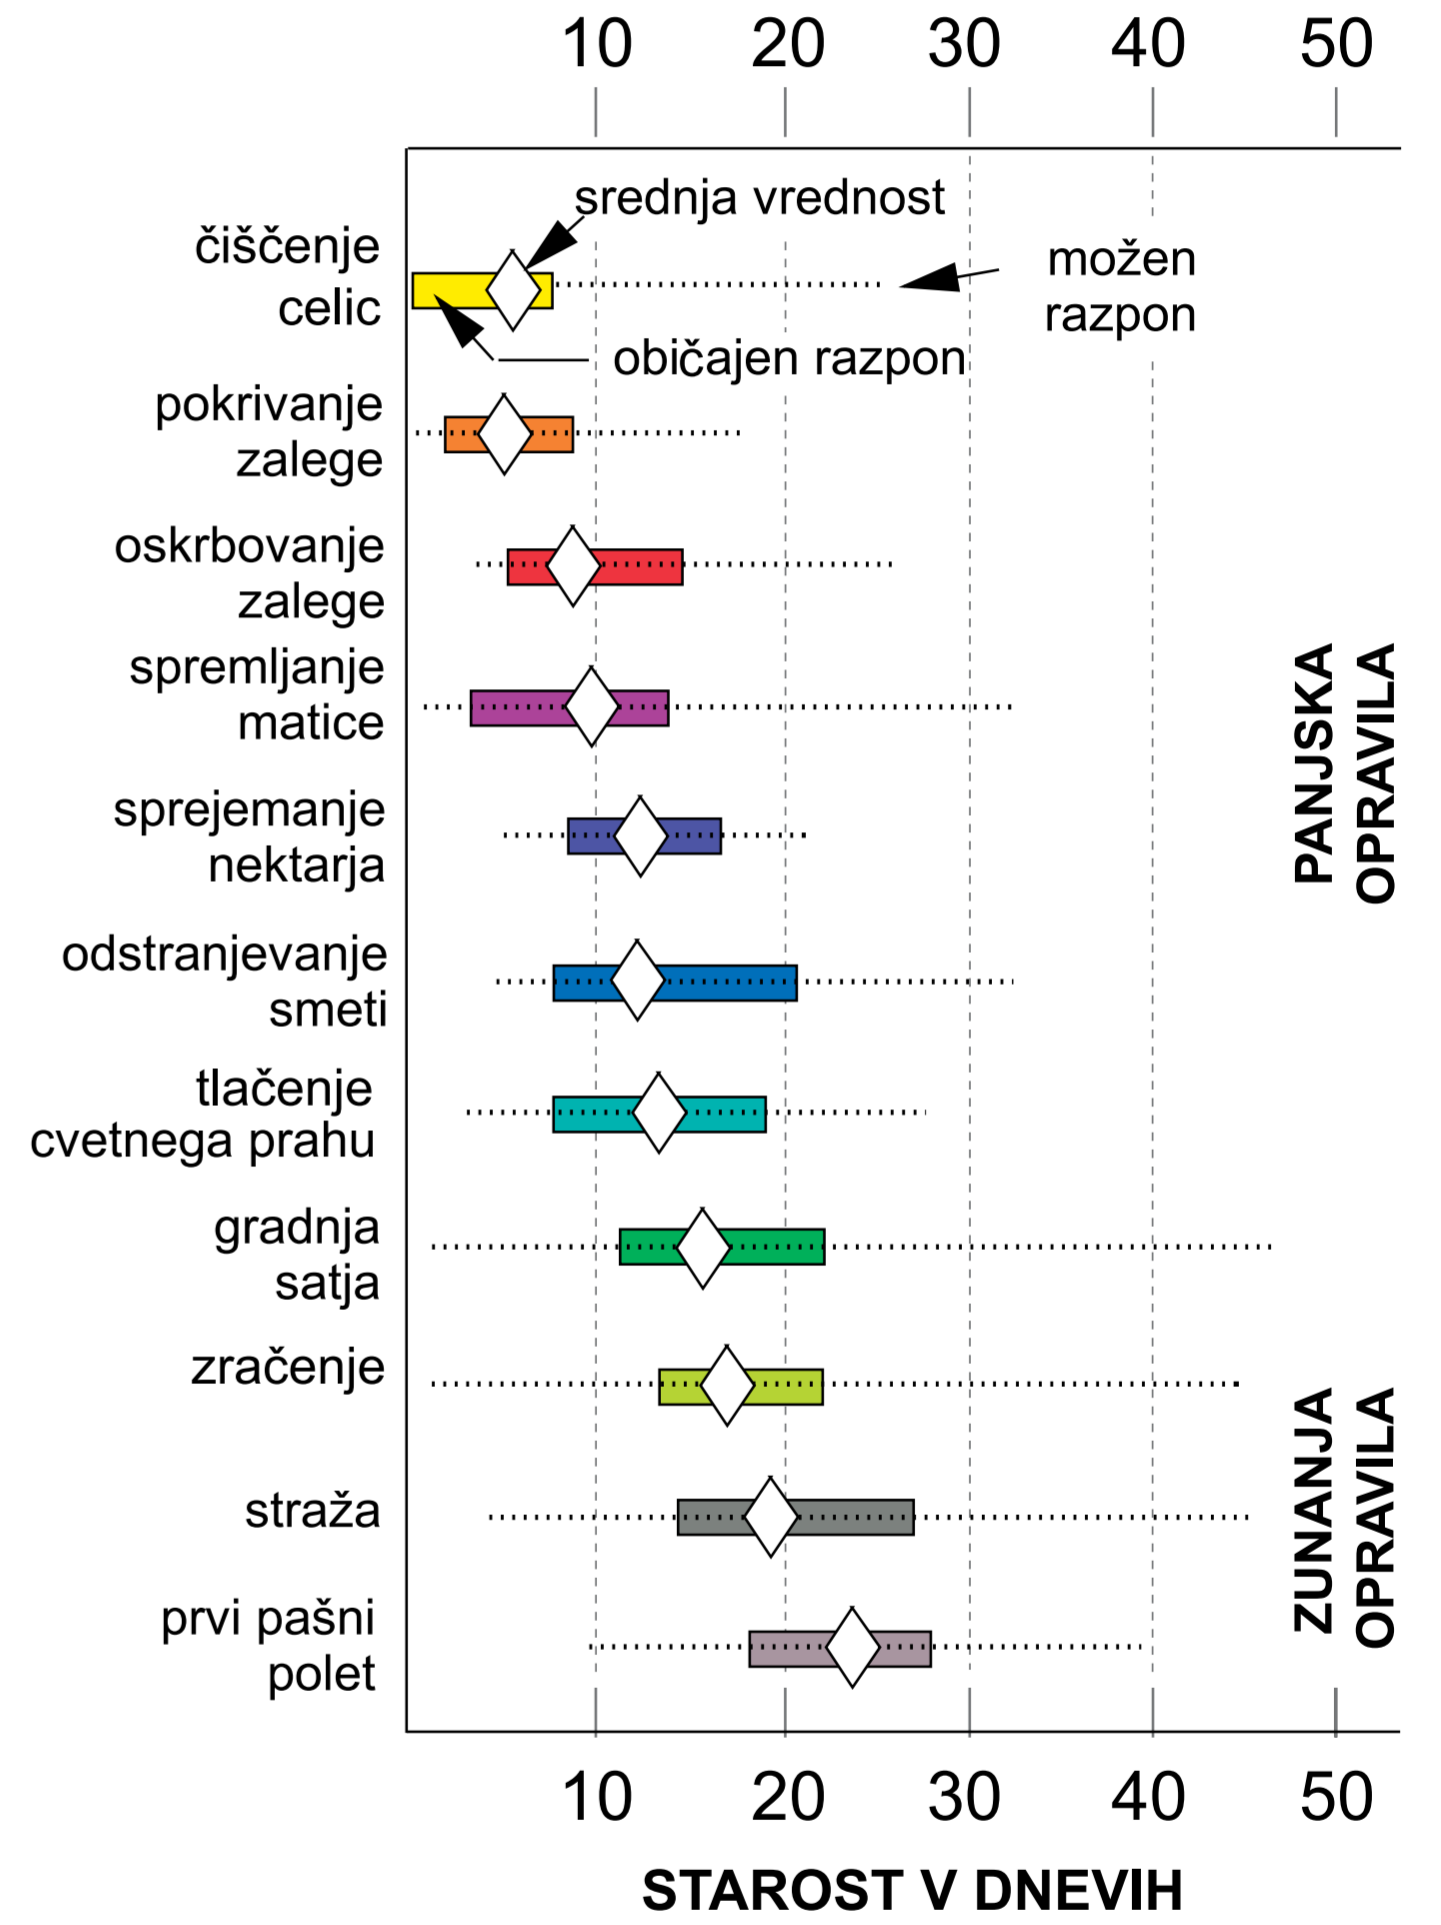 10 20 30 40 50
srednja vrednost
čiščenje
celic
možen
razpon
običajen razpon
pokrivanje
zalege
oskrbovanje
zalege
spremljanje
matice
sprejemanje
nektarja
odstranjevanje
smeti
tlačenje
cvetnega prahu
gradnja
satja
zračenje
straža
prvi pašni
polet
PANJSKA
OPRAVILA
ZUNANJA
OPRAVILA
10 20 30 40 50
STAROST V DNEVIH